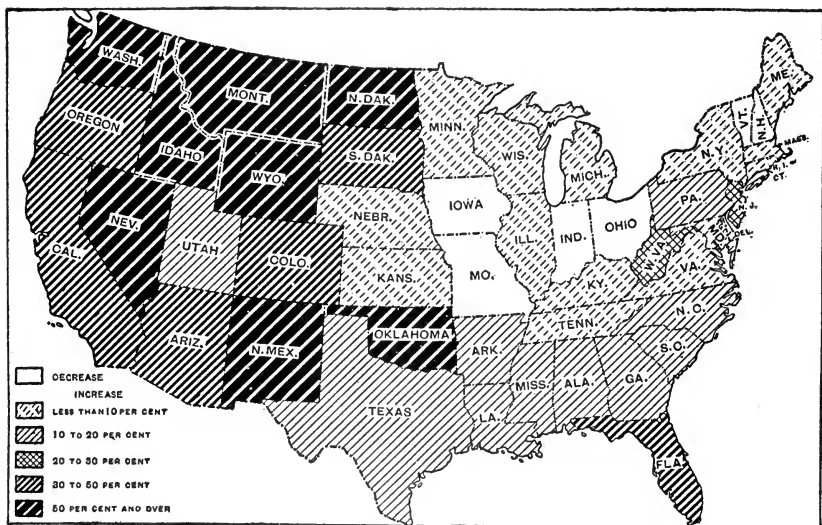 WASH.
MONT.
N.DAK.
MINN.
ME.
VT.
N.H.
OREGON
IDAHO
WYO.
S.DAK.
WIS.
MICH.
N.Y.
MASS.
R.I.
CT.
NEV.
UTAH
COLO.
NEBR.
IOWA
ILL.
IND.
OHIO
PA.
N.J.
DEL.
MD.
W.VA.
VA.
CAL.
KANS.
MO.
KY.
TENN.
N.C.
S.C.
ARIZ.
N.MEX.
OKLAHOMA
ARK.
MISS.
ALA.
GA.
TEXAS
LA.
FLA.
DECREASE
INCREASE
LESS THAN 10 PER CENT
10 TO 20 PER CENT
20 TO 30 PER CENT
30 TO 50 PER CENT
50 PER CENT AND OVER